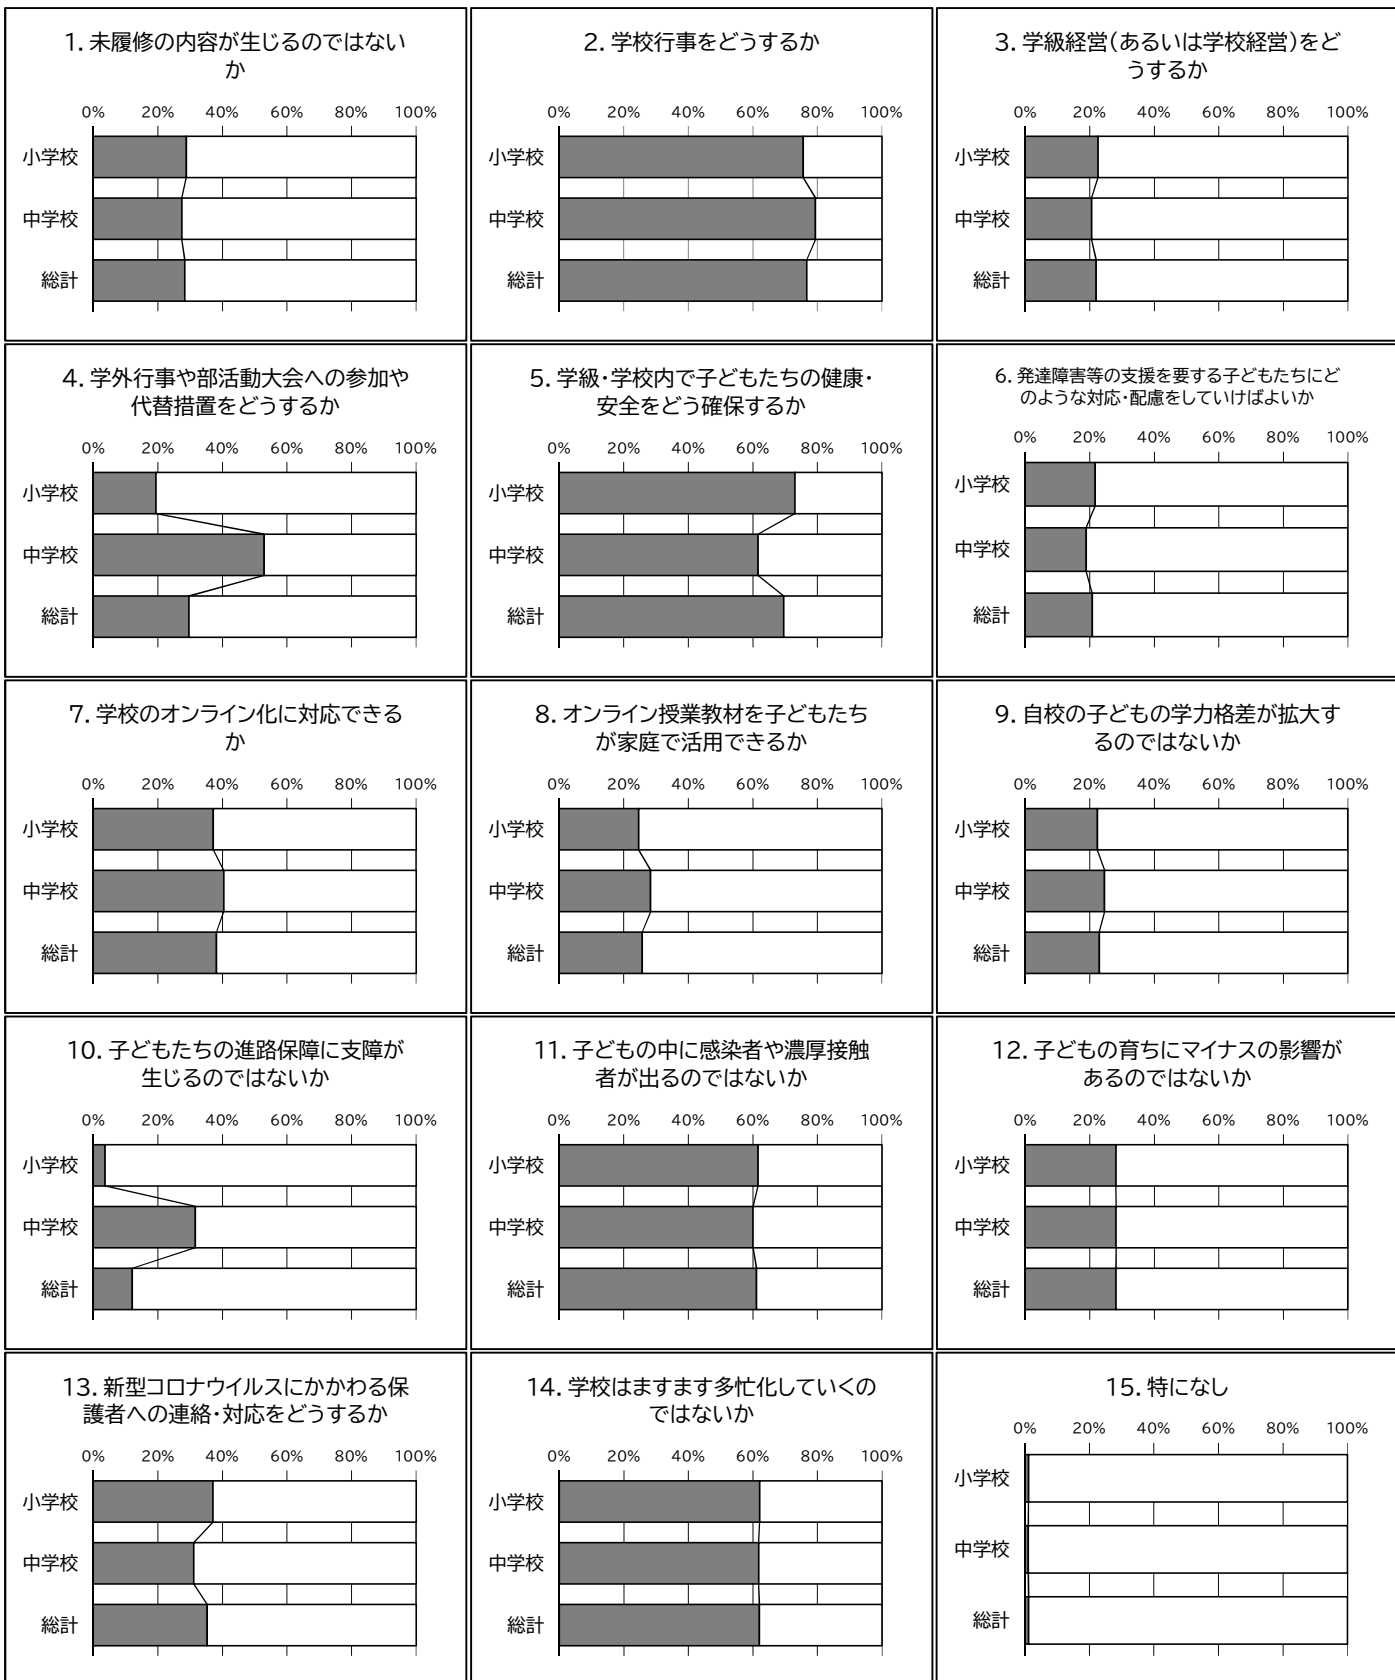 1. 未履修の内容が生じるのではない
か
0% 20% 40% 60% 80% 100%
小学校
中学校
総計
2. 学校行事をどうするか
0% 20% 40% 60% 80% 100%
小学校
中学校
総計
3. 学級経営(あるいは学校経営)をど
うするか
0% 20% 40% 60% 80% 100%
小学校
中学校
総計
4. 学外行事や部活動大会への参加や
代替措置をどうするか
0% 20% 40% 60% 80% 100%
小学校
中学校
総計
5. 学級・学校内で子どもたちの健康・
安全をどう確保するか
0% 20% 40% 60% 80% 100%
小学校
中学校
総計
6. 発達障害等の支援を要する子どもたちにど
のような対応・配慮をしていけばよいか
0% 20% 40% 60% 80% 100%
小学校
中学校
総計
7. 学校のオンライン化に対応できる
か
0% 20% 40% 60% 80% 100%
小学校
中学校
総計
8. オンライン授業教材を子どもたち
が家庭で活用できるか
0% 20% 40% 60% 80% 100%
小学校
中学校
総計
9. 自校の子どもの学力格差が拡大す
るのではないか
0% 20% 40% 60% 80% 100%
小学校
中学校
総計
10. 子どもたちの進路保障に支障が
生じるのではないか
0% 20% 40% 60% 80% 100%
小学校
中学校
総計
11. 子どもの中に感染者や濃厚接触
者が出るのではないか
0% 20% 40% 60% 80% 100%
小学校
中学校
総計
12. 子どもの育ちにマイナスの影響が
あるのではないか
0% 20% 40% 60% 80% 100%
小学校
中学校
総計
13. 新型コロナウイルスにかかわる保
護者への連絡・対応をどうするか
0% 20% 40% 60% 80% 100%
小学校
中学校
総計
14. 学校はますます多忙化していくの
ではないか
0% 20% 40% 60% 80% 100%
小学校
中学校
総計
15. 特になし
0% 20% 40% 60% 80% 100%
小学校
中学校
総計